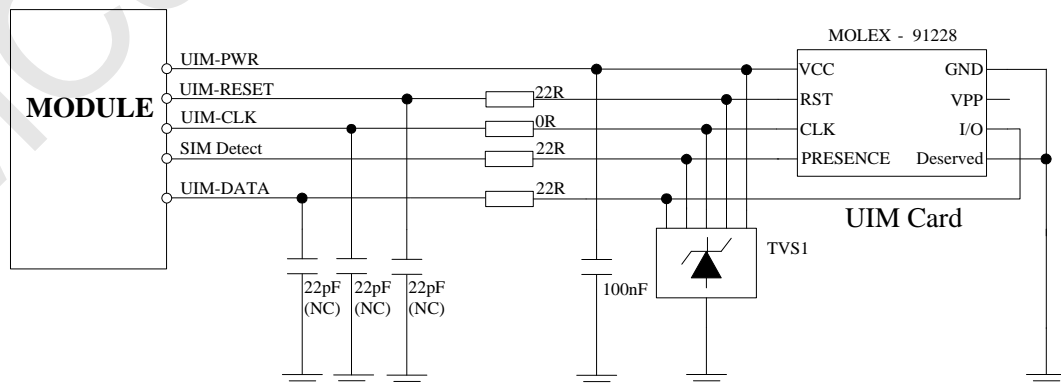 MOLEX - 91228
UIM-PWR
VCC
GND
UIM-RESET
22R
RST
VPP
MODULE
UIM-CLK
0R
CLK
I/O
SIM Detect
22R
PRESENCE
Deserved
UIM-DATA
22R
UIM Card
TVS1
22pF
(NC)
22pF
(NC)
22pF
(NC)
100nF